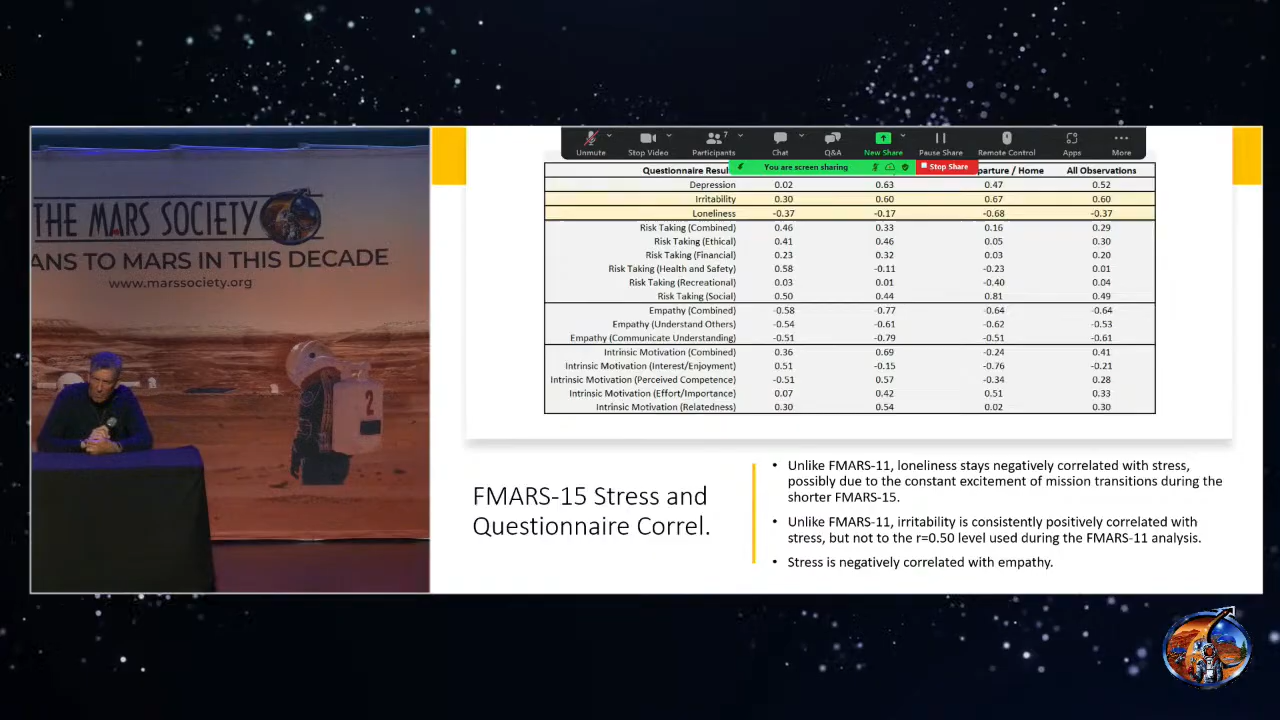 THE MARS SOCIETY
ANS TO MARS IN THIS DECADE
www.marssociety.org
2
Unmute
Stop Video
Participants
7
Chat
Q&A
New Share
Pause Share
Remote Control
Apps
More
You are screen sharing
Stop Share
Questionnaire Resul parture / Home All Observations
Depression 0.02 0.63 0.47 0.52
Irritability 0.30 0.60 0.67 0.60
Loneliness -0.37 -0.17 -0.68 -0.37
Risk Taking (Combined) 0.46 0.33 0.16 0.29
Risk Taking (Ethical) 0.41 0.46 0.05 0.30
Risk Taking (Financial) 0.23 0.32 0.03 0.20
Risk Taking (Health and Safety) 0.58 -0.11 -0.23 0.01
Risk Taking (Recreational) 0.03 0.01 -0.40 0.04
Risk Taking (Social) 0.50 0.44 0.81 0.49
Empathy (Combined) -0.58 -0.77 -0.64 -0.64
Empathy (Understand Others) -0.54 -0.61 -0.62 -0.53
Empathy (Communicate Understanding) -0.51 -0.79 -0.51 -0.61
Intrinsic Motivation (Combined) 0.36 0.69 -0.24 0.41
Intrinsic Motivation (Interest/Enjoyment) 0.51 -0.15 -0.76 -0.21
Intrinsic Motivation (Perceived Competence) -0.51 0.57 -0.34 0.28
Intrinsic Motivation (Effort/Importance) 0.07 0.42 0.51 0.33
Intrinsic Motivation (Relatedness) 0.30 0.54 0.02 0.30
FMARS-15 Stress and
Questionnaire Correl.
• Unlike FMARS-11, loneliness stays negatively correlated with stress,
possibly due to the constant excitement of mission transitions during the
shorter FMARS-15.
• Unlike FMARS-11, irritability is consistently positively correlated with
stress, but not to the r=0.50 level used during the FMARS-11 analysis.
• Stress is negatively correlated with empathy.